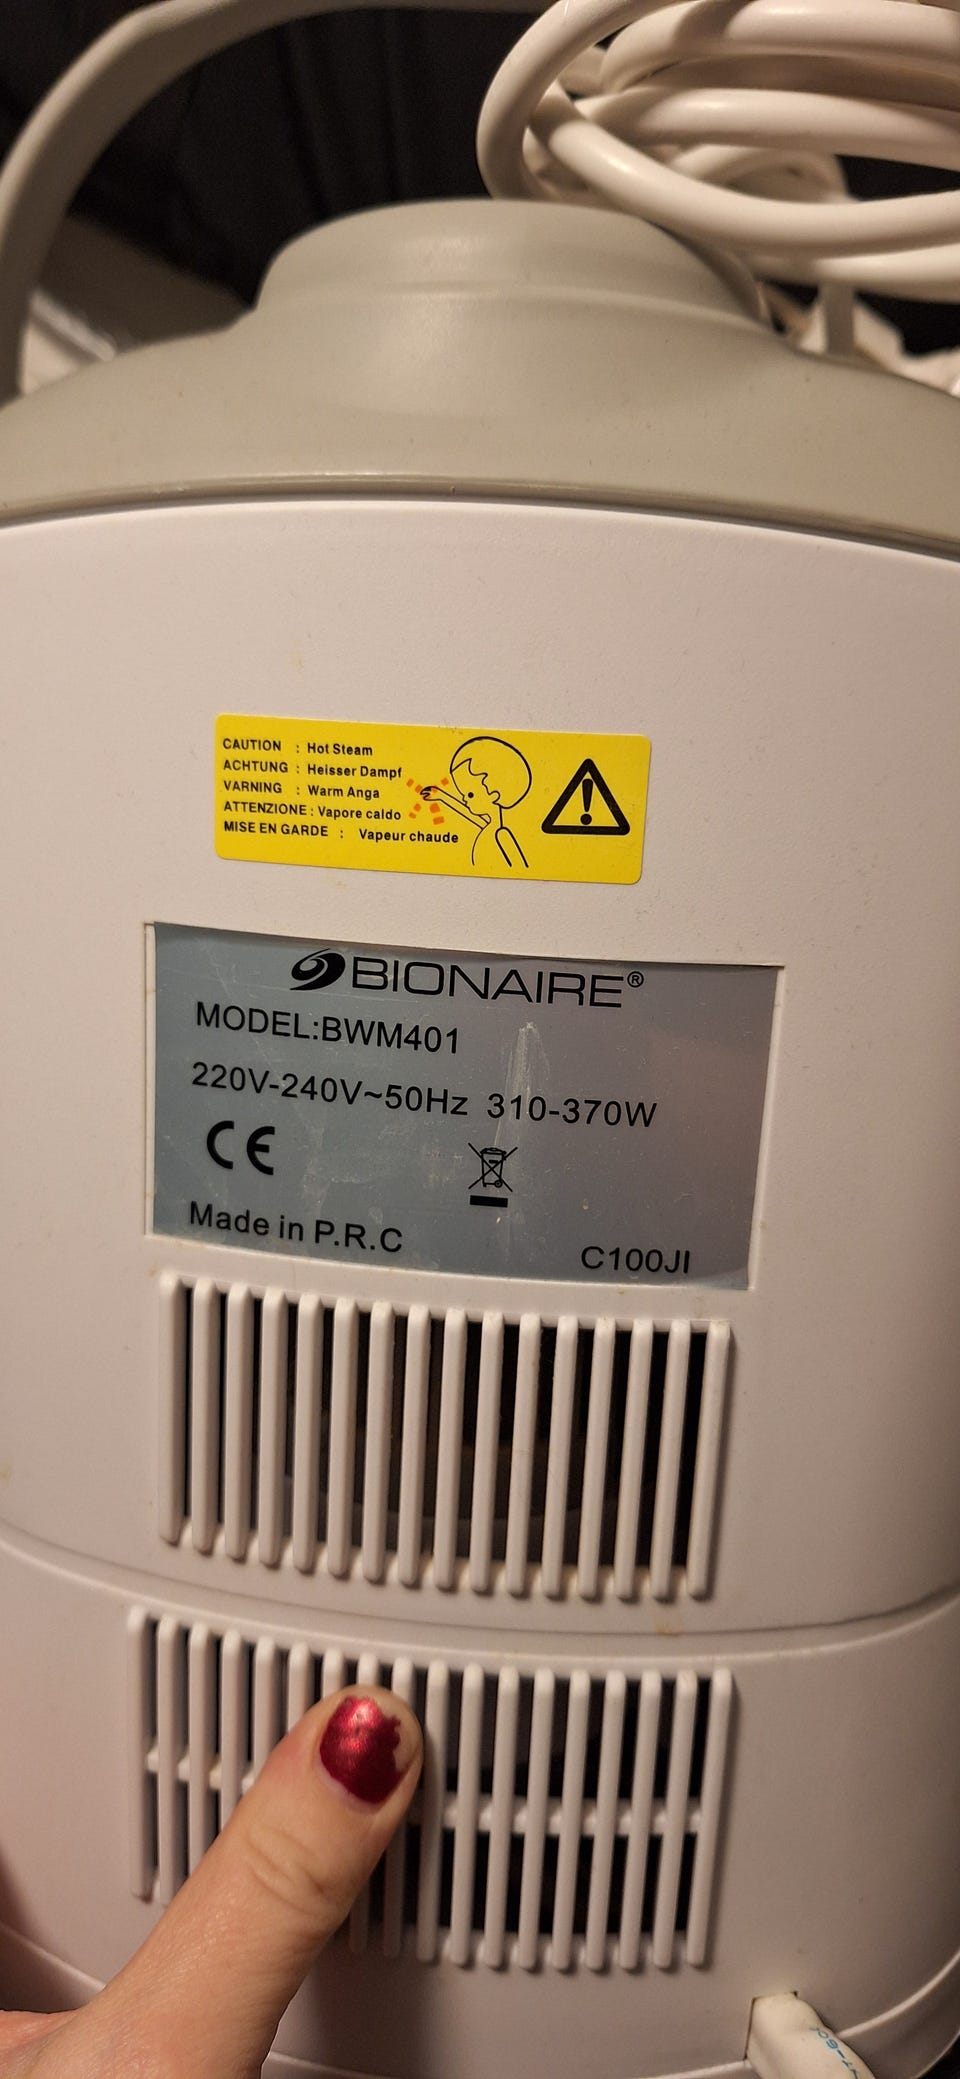 CAUTION : Hot Steam
ACHTUNG : Heisser Dampf
VARNING : Warm Anga
ATTENZIONE : Vapore caldo
MISE EN GARDE : Vapeur chaude
BIONAIRE®
MODEL:BWM401
220V-240V~50Hz 310-370W
CE
Made in P.R.C
C100JI